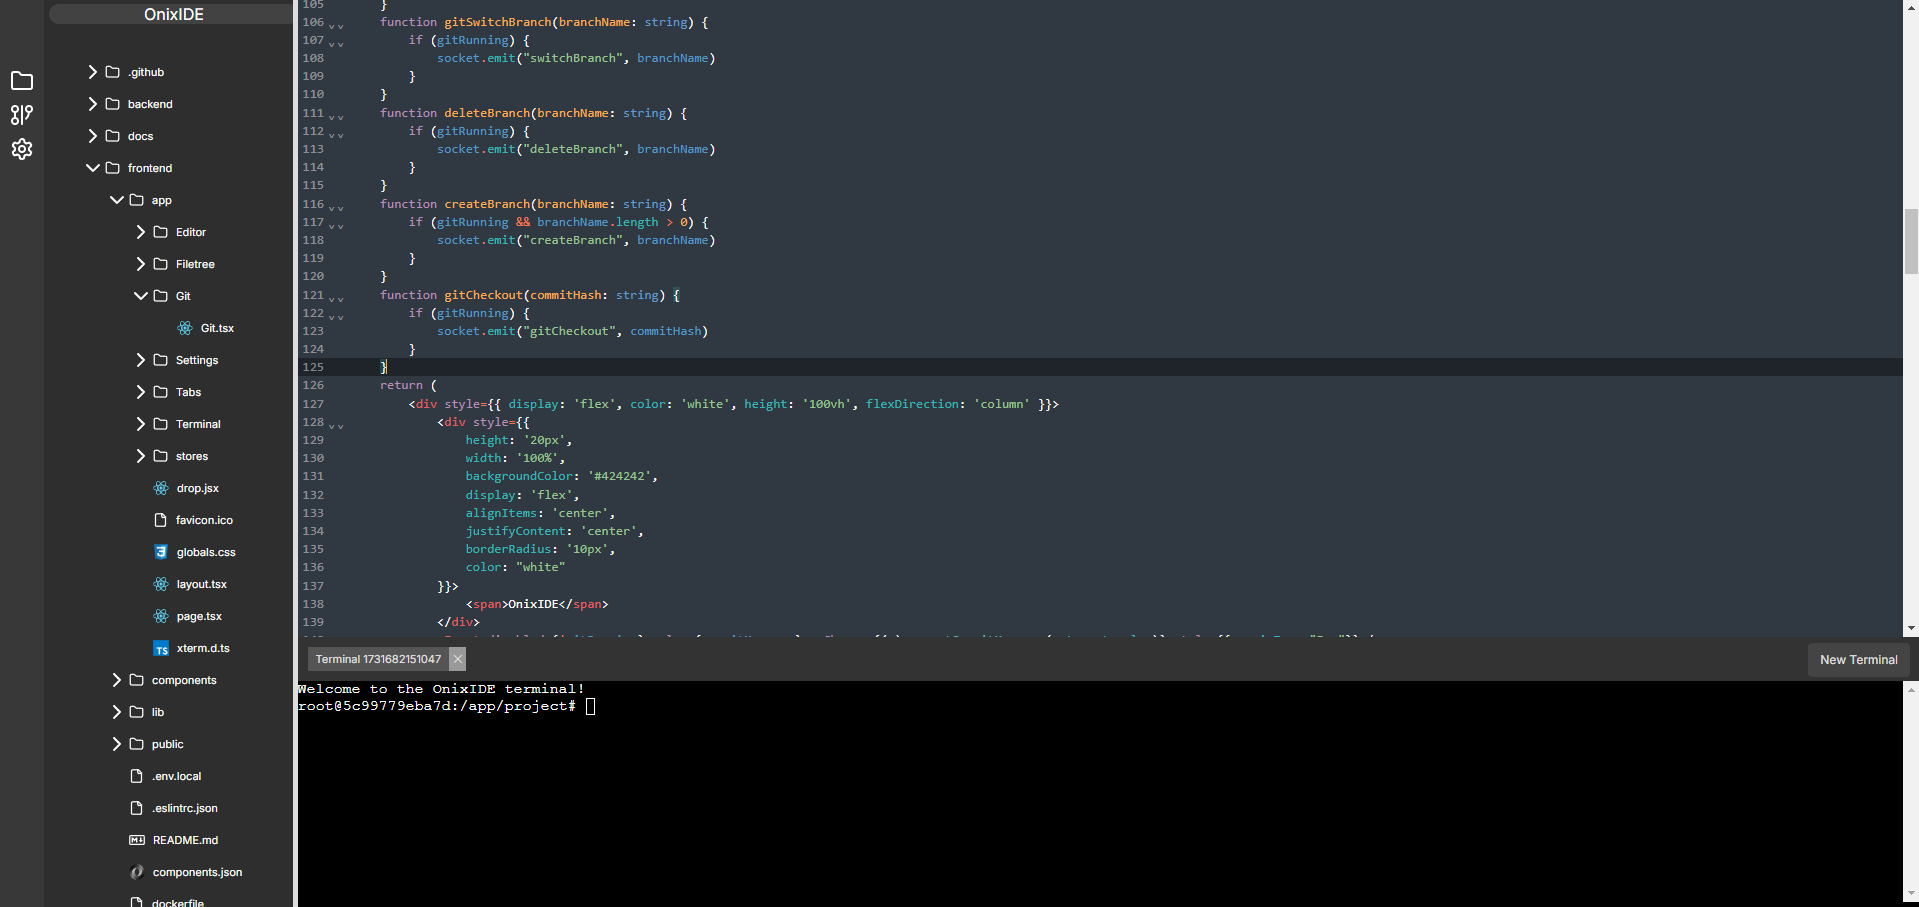 OnixIDE
.github
backend
docs
frontend
app
Editor
Filetree
Git
Git.tsx
Settings
Tabs
Terminal
stores
drop.jsx
favicon.ico
globals.css
layout.tsx
page.tsx
TS xterm.d.ts
components
lib
public
.env.local
.eslintrc.json
README.md
components.json
dockerfile
105 }
106 function gitSwitchBranch(branchName: string) {
107 if (gitRunning) {
108 socket.emit("switchBranch", branchName)
109 }
110 }
111 function deleteBranch(branchName: string) {
112 if (gitRunning) {
113 socket.emit("deleteBranch", branchName)
114 }
115 }
116 function createBranch(branchName: string) {
117 if (gitRunning && branchName.length > 0) {
118 socket.emit("createBranch", branchName)
119 }
120 }
121 function gitCheckout(commitHash: string) {
122 if (gitRunning) {
123 socket.emit("gitCheckout", commitHash)
124 }
125 }
126 return (
127 <div style={{ display: 'flex', color: 'white', height: '100vh', flexDirection: 'column' }}>
128 <div style={{
129 height: '20px',
130 width: '100%',
131 backgroundColor: '#424242',
132 display: 'flex',
133 alignItems: 'center',
134 justifyContent: 'center',
135 borderRadius: '10px',
136 color: "white"
137 }}>
138 <span>OnixIDE</span>
139 </div>
Terminal 1731682151047
New Terminal
Welcome to the OnixIDE terminal!
root@5c99779eba7d:/app/project#